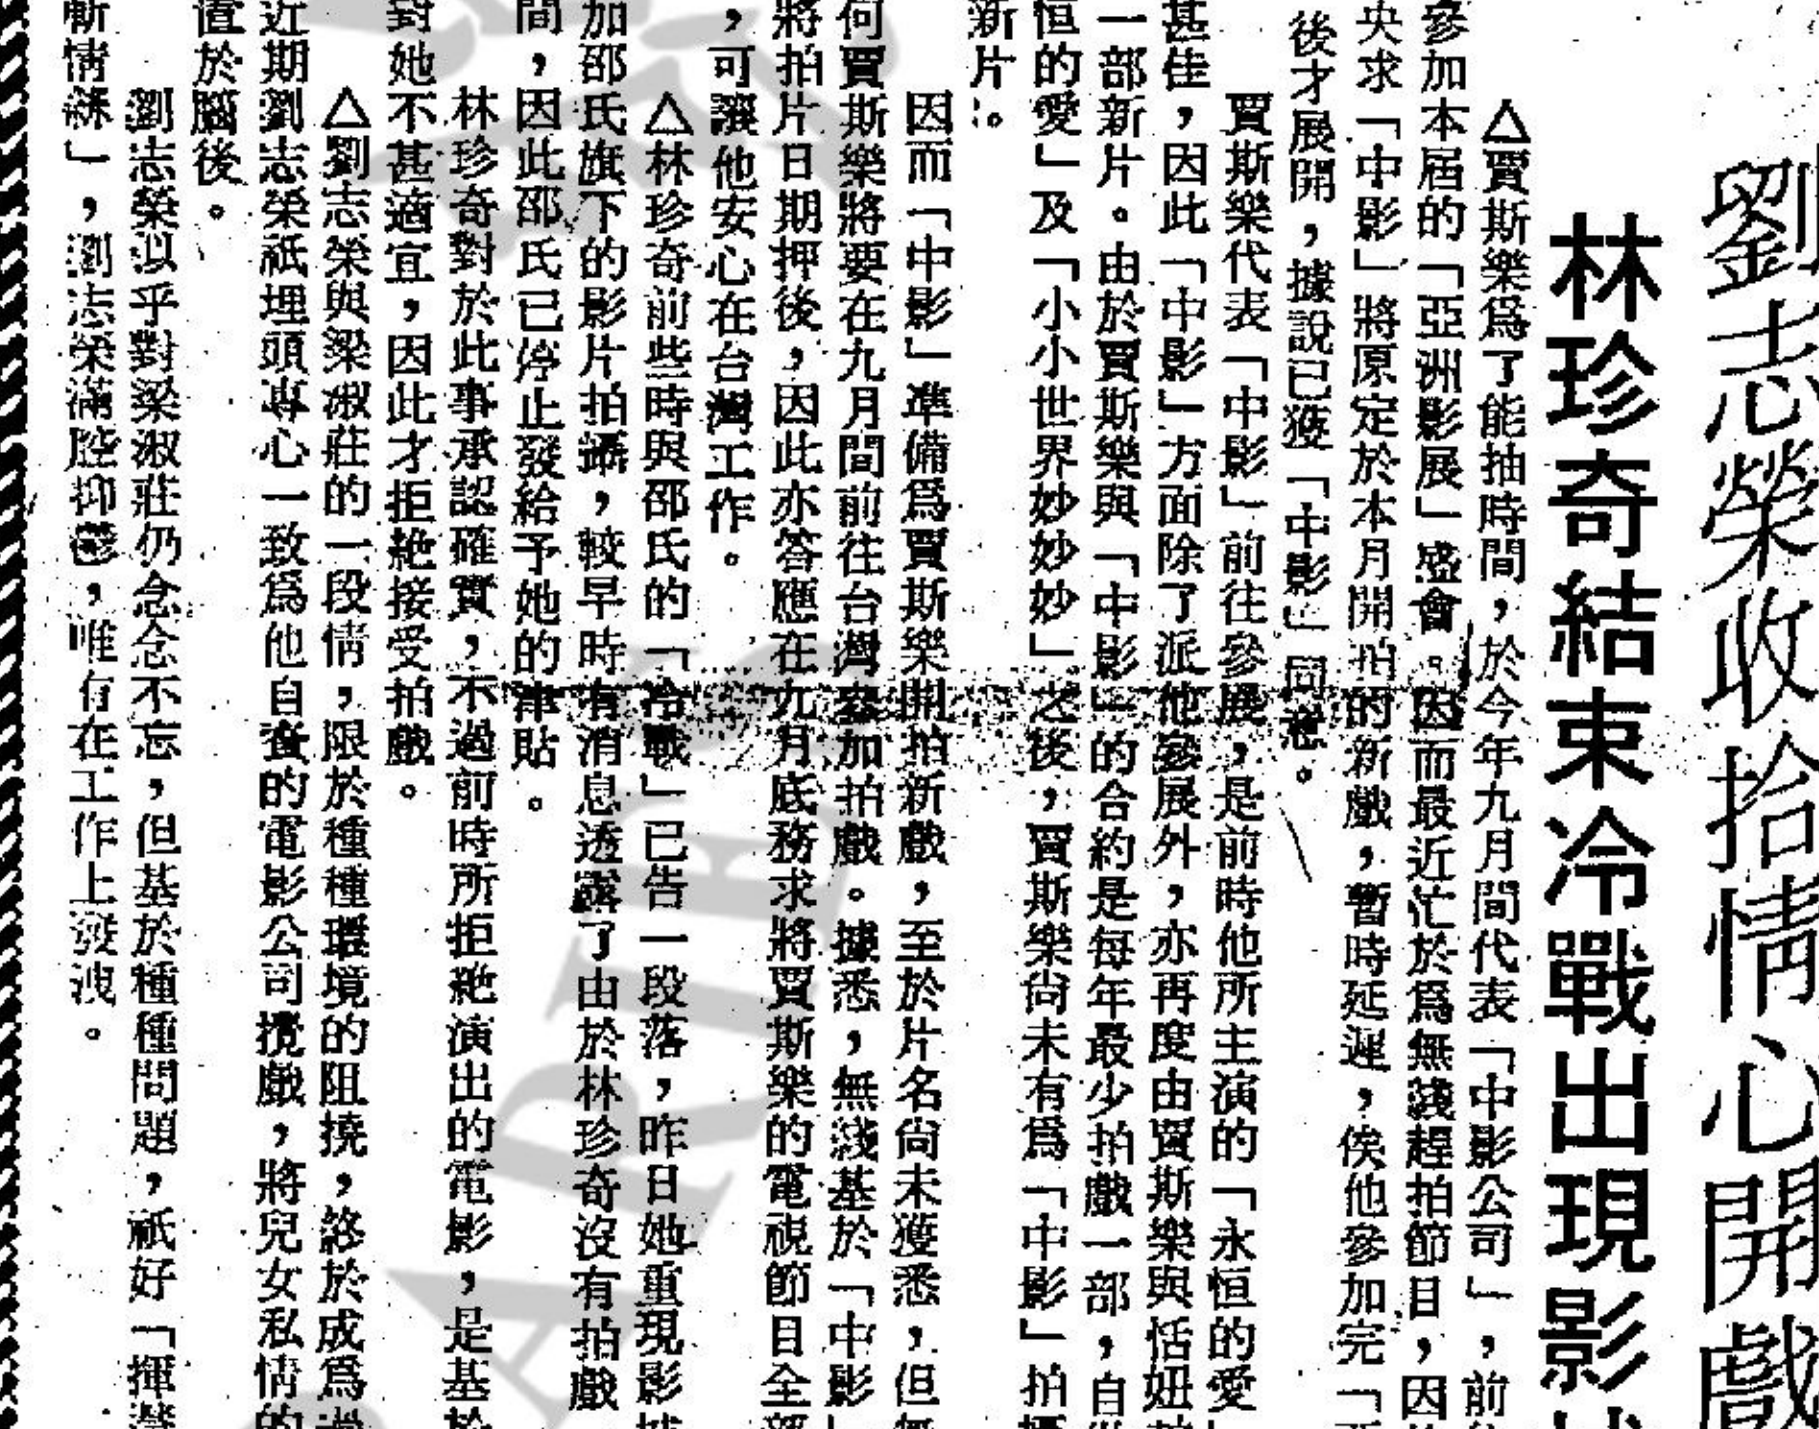 劉志榮收拾情心開戲
林珍奇結束冷戰出現影
△賈斯樂爲了能抽時間，於今年九月間代表「中影公司」，前
參加本屆的「亞洲影展」盛會。因而最近忙於爲無綫趕拍節目，因
央求「中影」將原定於本月開拍的新戲，暫時延遲，俟他參加完「
後才展開，據說已獲「中影」同意。
賈斯樂代表「中影」前往參展，是前時他所主演的「永恒的愛
甚佳，因此「中影」方面除了派他參展外，亦再度由賈斯樂與恬妞
一部新片。由於賈斯樂與「中影」的合約是每年最少拍戲一部，自
恒的愛」及「小小世界妙妙妙」之後，賈斯樂尙未有爲「中影」拍
新片。
因而「中影」準備爲賈斯樂開拍新戲，至於片名尙未獲悉，但
何賈斯樂將要在九月間前往台灣參加拍戲。據悉，無綫基於「中影
將拍片日期押後，因此亦答應在九月底務求將賈斯樂的電視節目全
，可讓他安心在台灣工作。
△林珍奇前些時與邵氏的「冷戰」已告一段落，昨日她重現影
加邵氏旗下的影片拍攝，較早時有消息透露了由於林珍奇沒有拍戲
間，因此邵氏已停止發給予她的津貼。
林珍奇對於此事承認確實，不過前時所拒絶演出的電影，是基
對她不甚適宜，因此才拒絶接受拍戲。
△劉志榮與梁淑莊的一段情，限於種種環境的阻撓，終於成爲
近期劉志榮祇埋頭專心一致爲他自資的電影公司攪戲，將兒女私情的
置於腦後。
劉志榮似乎對梁淑莊仍念念不忘，但基於種種問題，祇好「揮
斬情絲」，劉志榮滿腔抑鬱，唯有在工作上發洩。
ARIES